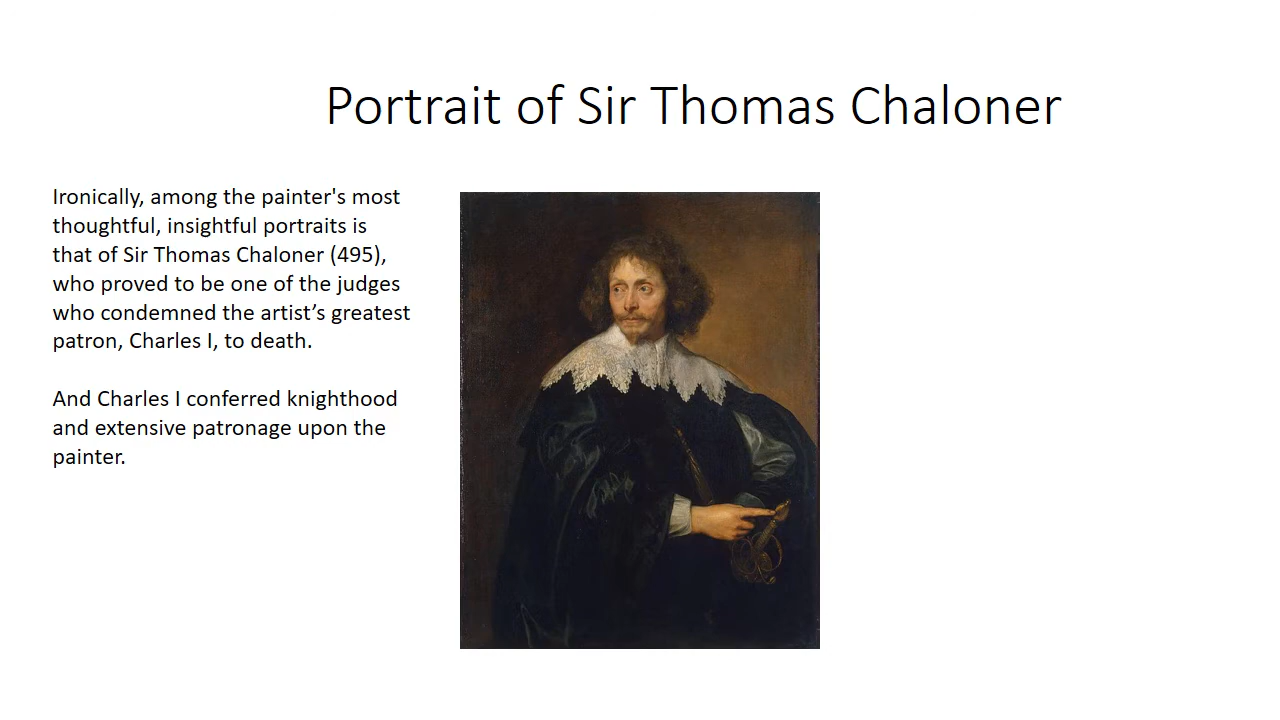 Portrait of Sir Thomas Chaloner
Ironically, among the painter's most
thoughtful, insightful portraits is
that of Sir Thomas Chaloner (495),
who proved to be one of the judges
who condemned the artist’s greatest
patron, Charles I, to death.
And Charles I conferred knighthood
and extensive patronage upon the
painter.